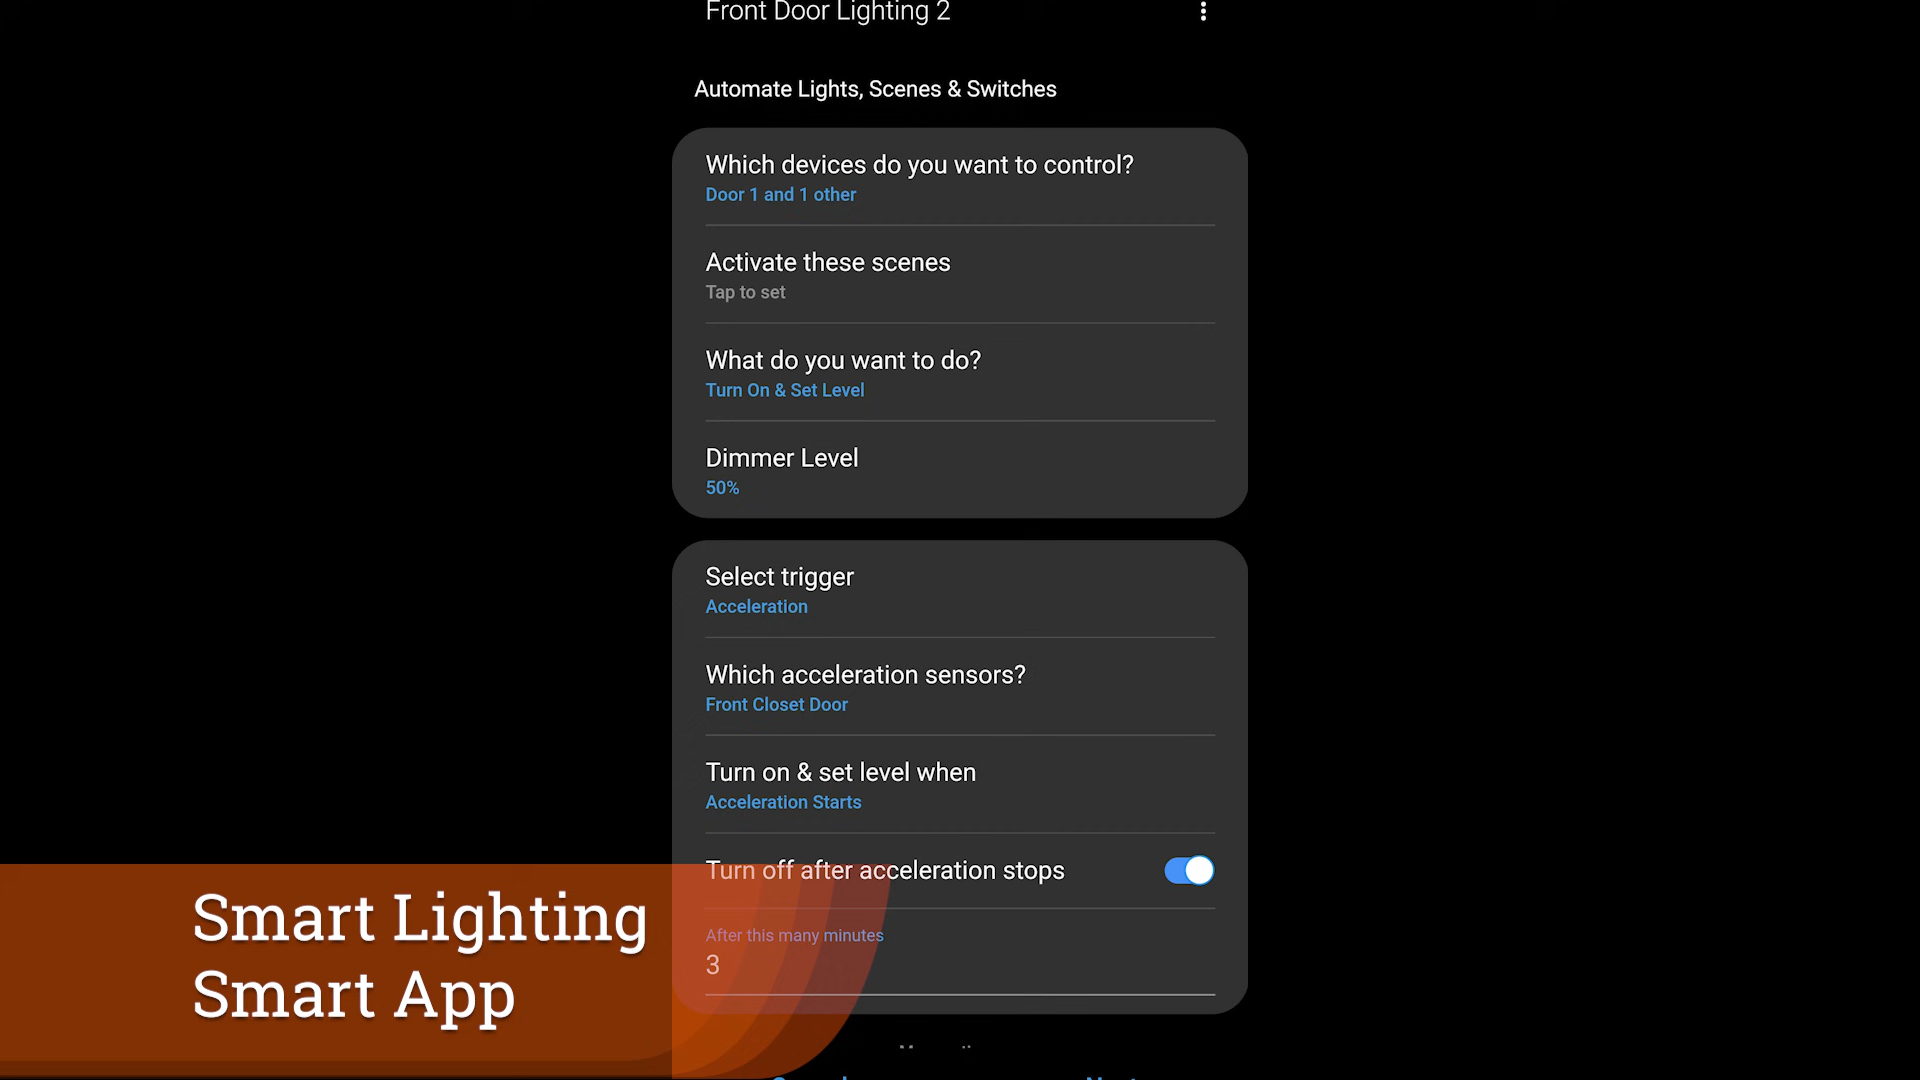 Front Door Lighting 2
Automate Lights, Scenes & Switches
Which devices do you want to control?
Door 1 and 1 other
Activate these scenes
Tap to set
What do you want to do?
Turn On & Set Level
Dimmer Level
50%
Select trigger
Acceleration
Which acceleration sensors?
Front Closet Door
Turn on & set level when
Acceleration Starts
Turn off after acceleration stops
After this many minutes
3
Smart Lighting
Smart App